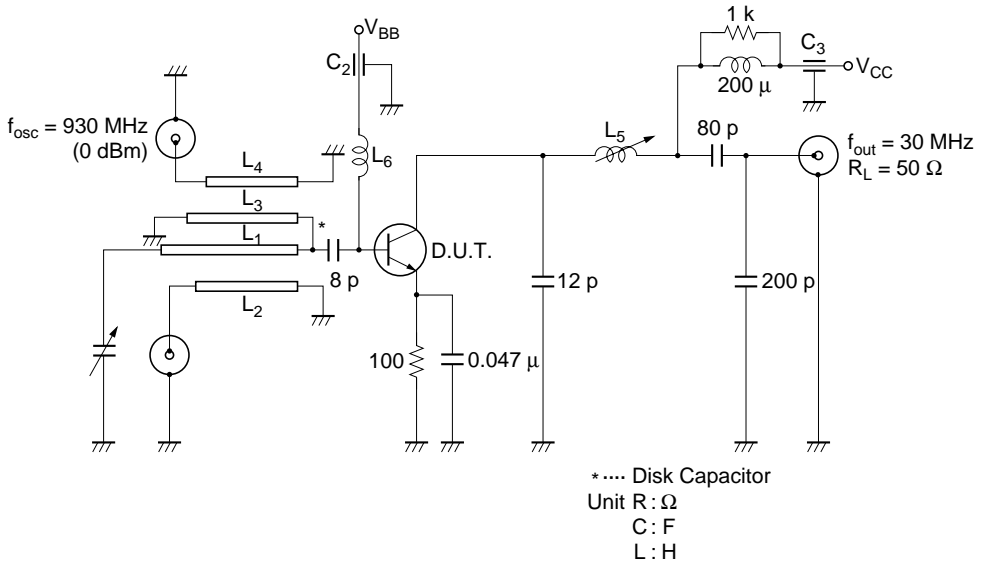 1 k
V_BB
C_2
C_3
V_CC
200 μ
f_osc = 930 MHz
(0 dBm)
L_4
L_6
L_5
80 p
f_out = 30 MHz
R_L = 50 Ω
L_3
L_1
*
8 p
D.U.T.
L_2
12 p
200 p
100
0.047 μ
* ···· Disk Capacitor
Unit R : Ω
C : F
L : H